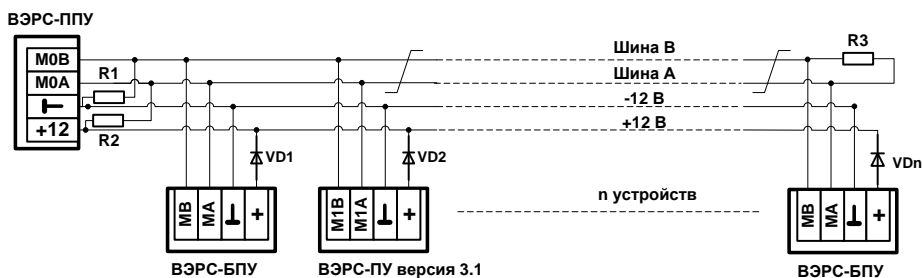 ВЭРС-ППУ
M0B
M0A
+12
R1
R2
Шина В
Шина А
-12 В
+12 В
R3
VD1
VD2
VDn
MB
MA
+
M1B
M1A
+
n устройств
MB
MA
+
ВЭРС-БПУ
ВЭРС-ПУ версия 3.1
ВЭРС-БПУ